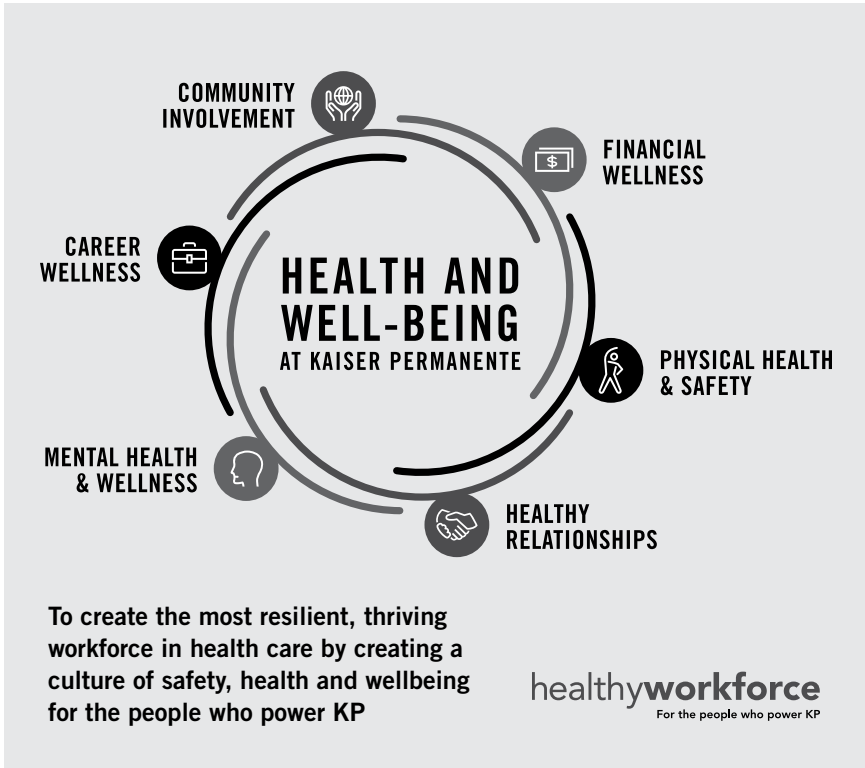 COMMUNITY
INVOLVEMENT
$
FINANCIAL
WELLNESS
CAREER
WELLNESS
HEALTH AND
WELL-BEING
AT KAISER PERMANENTE
PHYSICAL HEALTH
& SAFETY
MENTAL HEALTH
& WELLNESS
HEALTHY
RELATIONSHIPS
To create the most resilient, thriving
workforce in health care by creating a
culture of safety, health and wellbeing
for the people who power KP
healthyworkforce
For the people who power KP